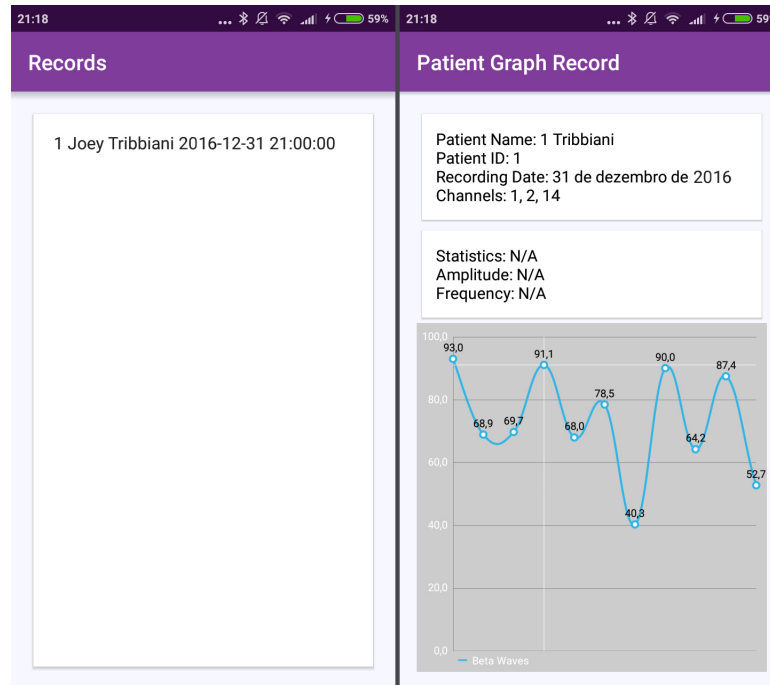 21:18
... 59%
Records
1 Joey Tribbiani 2016-12-31 21:00:00
21:18
... 59
Patient Graph Record
Patient Name: 1 Tribbiani
Patient ID: 1
Recording Date: 31 de dezembro de 2016
Channels: 1, 2, 14
Statistics: N/A
Amplitude: N/A
Frequency: N/A
100,0
93,0
91,1
90,0
87,4
80,0
78,5
68,9
69,7
68,0
64,2
60,0
52,7
40,3
40,0
20,0
0,0
Beta Waves